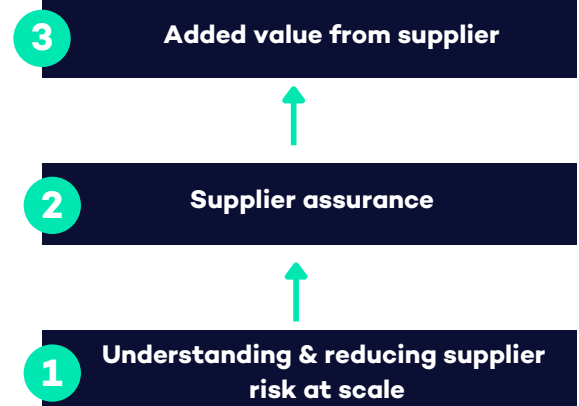 3
Added value from supplier
2
Supplier assurance
1
Understanding & reducing supplier
risk at scale